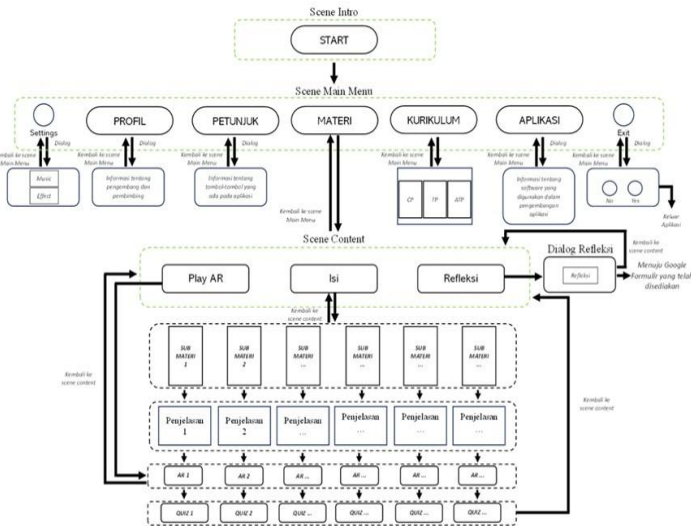 Scene Intro
START
Scene Main Menu
Settings
PROFIL
PETUNJUK
MATERI
KURIKULUM
APLIKASI
Exit
Kembali ke scene
Main Menu
Dialog
Kembali ke scene
Main Menu
Dialog
Kembali ke scene
Main Menu
Dialog
Kembali ke scene
Main Menu
Dialog
Kembali ke scene
Main Menu
Dialog
Kembali ke scene
Main Menu
Music
Effect
Informasi tentang
pengembang dan
pembimbing
Informasi tentang
tombol-tombol yang
ada pada aplikasi
CP
TP
ATP
Informasi tentang
software yang
digunakan dalam
pengembangan
aplikasi
No
Yes
Keluar
Aplikasi
Kembali ke scene
Main Menu
Scene Content
Play AR
Isi
Refleksi
Dialog Refleksi
Refleksi
Kembali ke
scene content
Menuju Google
Formulir yang telah
disediakan
Kembali ke
scene content
SUB
MATERI
1
SUB
MATERI
2
SUB
MATERI
...
SUB
MATERI
...
SUB
MATERI
...
SUB
MATERI
...
Kembali ke
scene content
Kembali ke
scene content
Penjelasan
1
Penjelasan
2
Penjelasan
...
Penjelasan
...
Penjelasan
...
Penjelasan
...
AR 1
AR 2
AR ...
AR ...
AR ...
AR ...
QUIZ 1
QUIZ 2
QUIZ ...
QUIZ ...
QUIZ ...
QUIZ ...